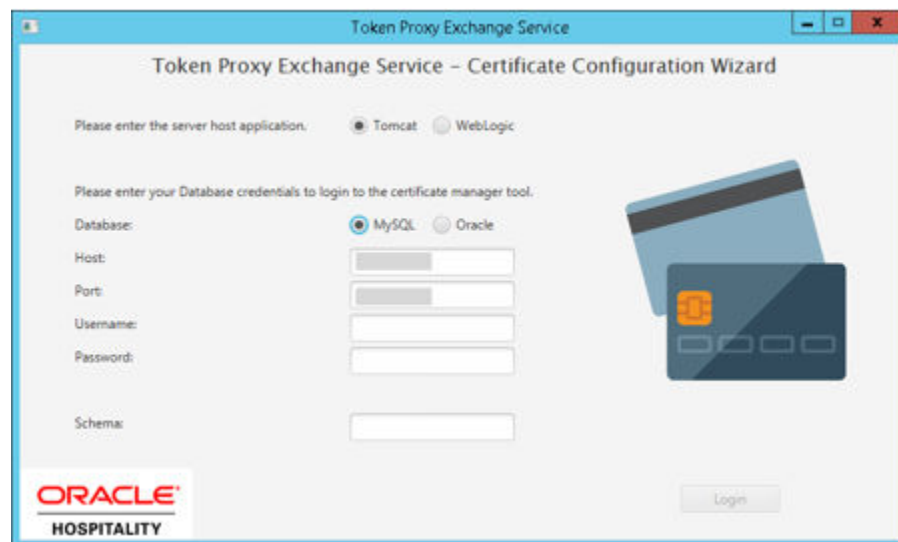 Token Proxy Exchange Service
Token Proxy Exchange Service – Certificate Configuration Wizard
Please enter the server host application. Tomcat WebLogic
Please enter your Database credentials to login to the certificate manager tool.
Database: MySQL Oracle
Host:
Port:
Username:
Password:
Schema:
ORACLE®
HOSPITALITY
Login